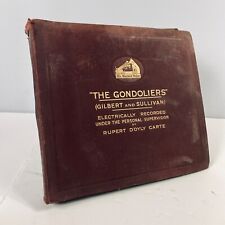 "THE GONDOLIERS"
(GILBERT AND SULLIVAN)
ELECTRICALLY RECORDED
UNDER THE PERSONAL SUPERVISION
OF
RUPERT D'OYLY CARTE